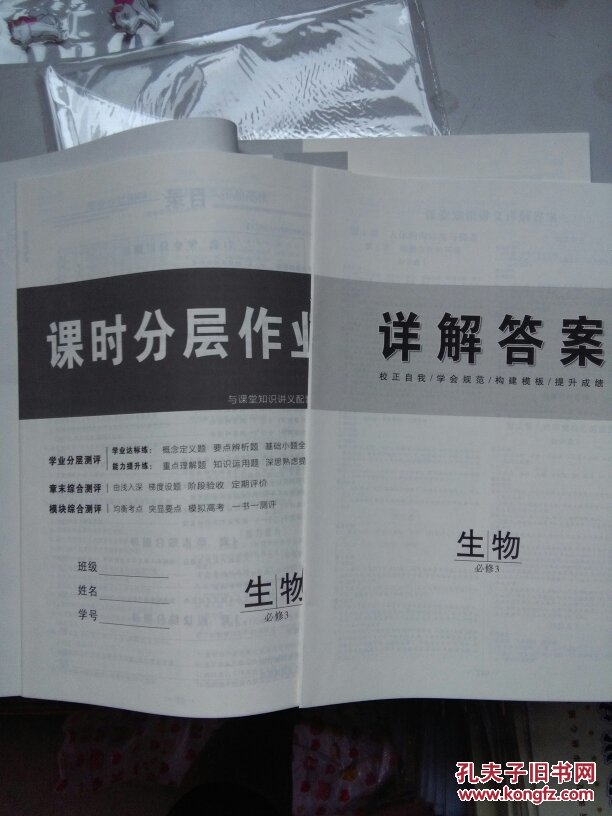 目录
课时分层作业
与课堂知识讲义配
学业分层测评
学业达标练： 概念定义题 要点辨析题 基础小题全
能力提升练： 重点理解题 知识运用题 深思熟虑提
章末综合测评 由浅入深 梯度设题 阶段验收 定期评价
模块综合测评 均衡考点 突显要点 模拟高考 一书一测评
班级
姓名
学号
生物
必修3
详解答案
校正自我/学会规范/构建模板/提升成绩
生物
必修3
孔夫子旧书网
www.kongfz.com